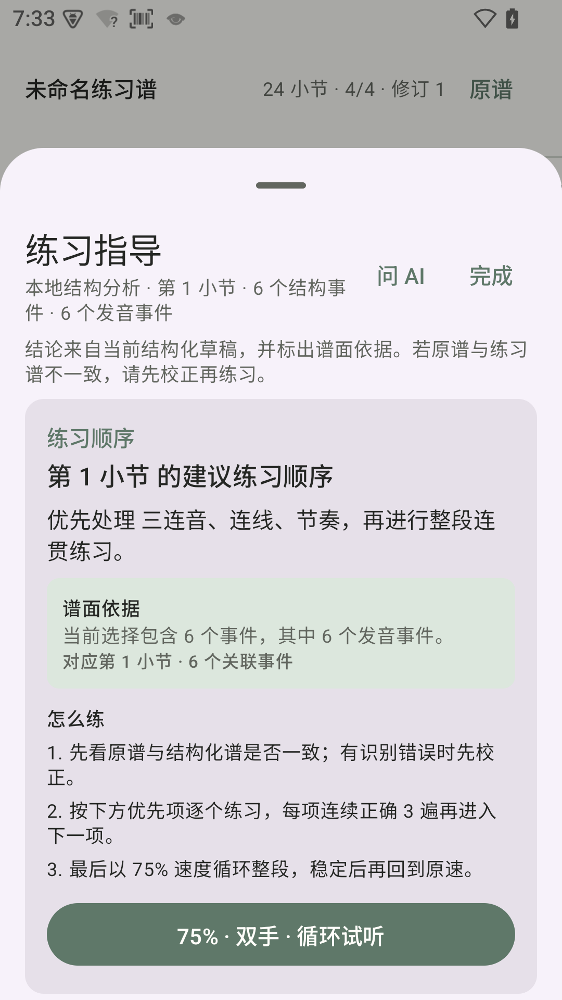 7:33
未命名练习谱
24 小节 · 4/4 · 修订 1
原谱
练习指导
本地结构分析 · 第 1 小节 · 6 个结构事
件 · 6 个发音事件
问 AI
完成
结论来自当前结构化草稿，并标出谱面依据。若原谱与练习
谱不一致，请先校正再练习。
练习顺序
第 1 小节 的建议练习顺序
优先处理 三连音、连线、节奏，再进行整段连
贯练习。
谱面依据
当前选择包含 6 个事件，其中 6 个发音事件。
对应第 1 小节 · 6 个关联事件
怎么练
1. 先看原谱与结构化谱是否一致；有识别错误时先校
正。
2. 按下方优先项逐个练习，每项连续正确 3 遍再进入
下一项。
3. 最后以 75% 速度循环整段，稳定后再回到原速。
75% · 双手 · 循环试听